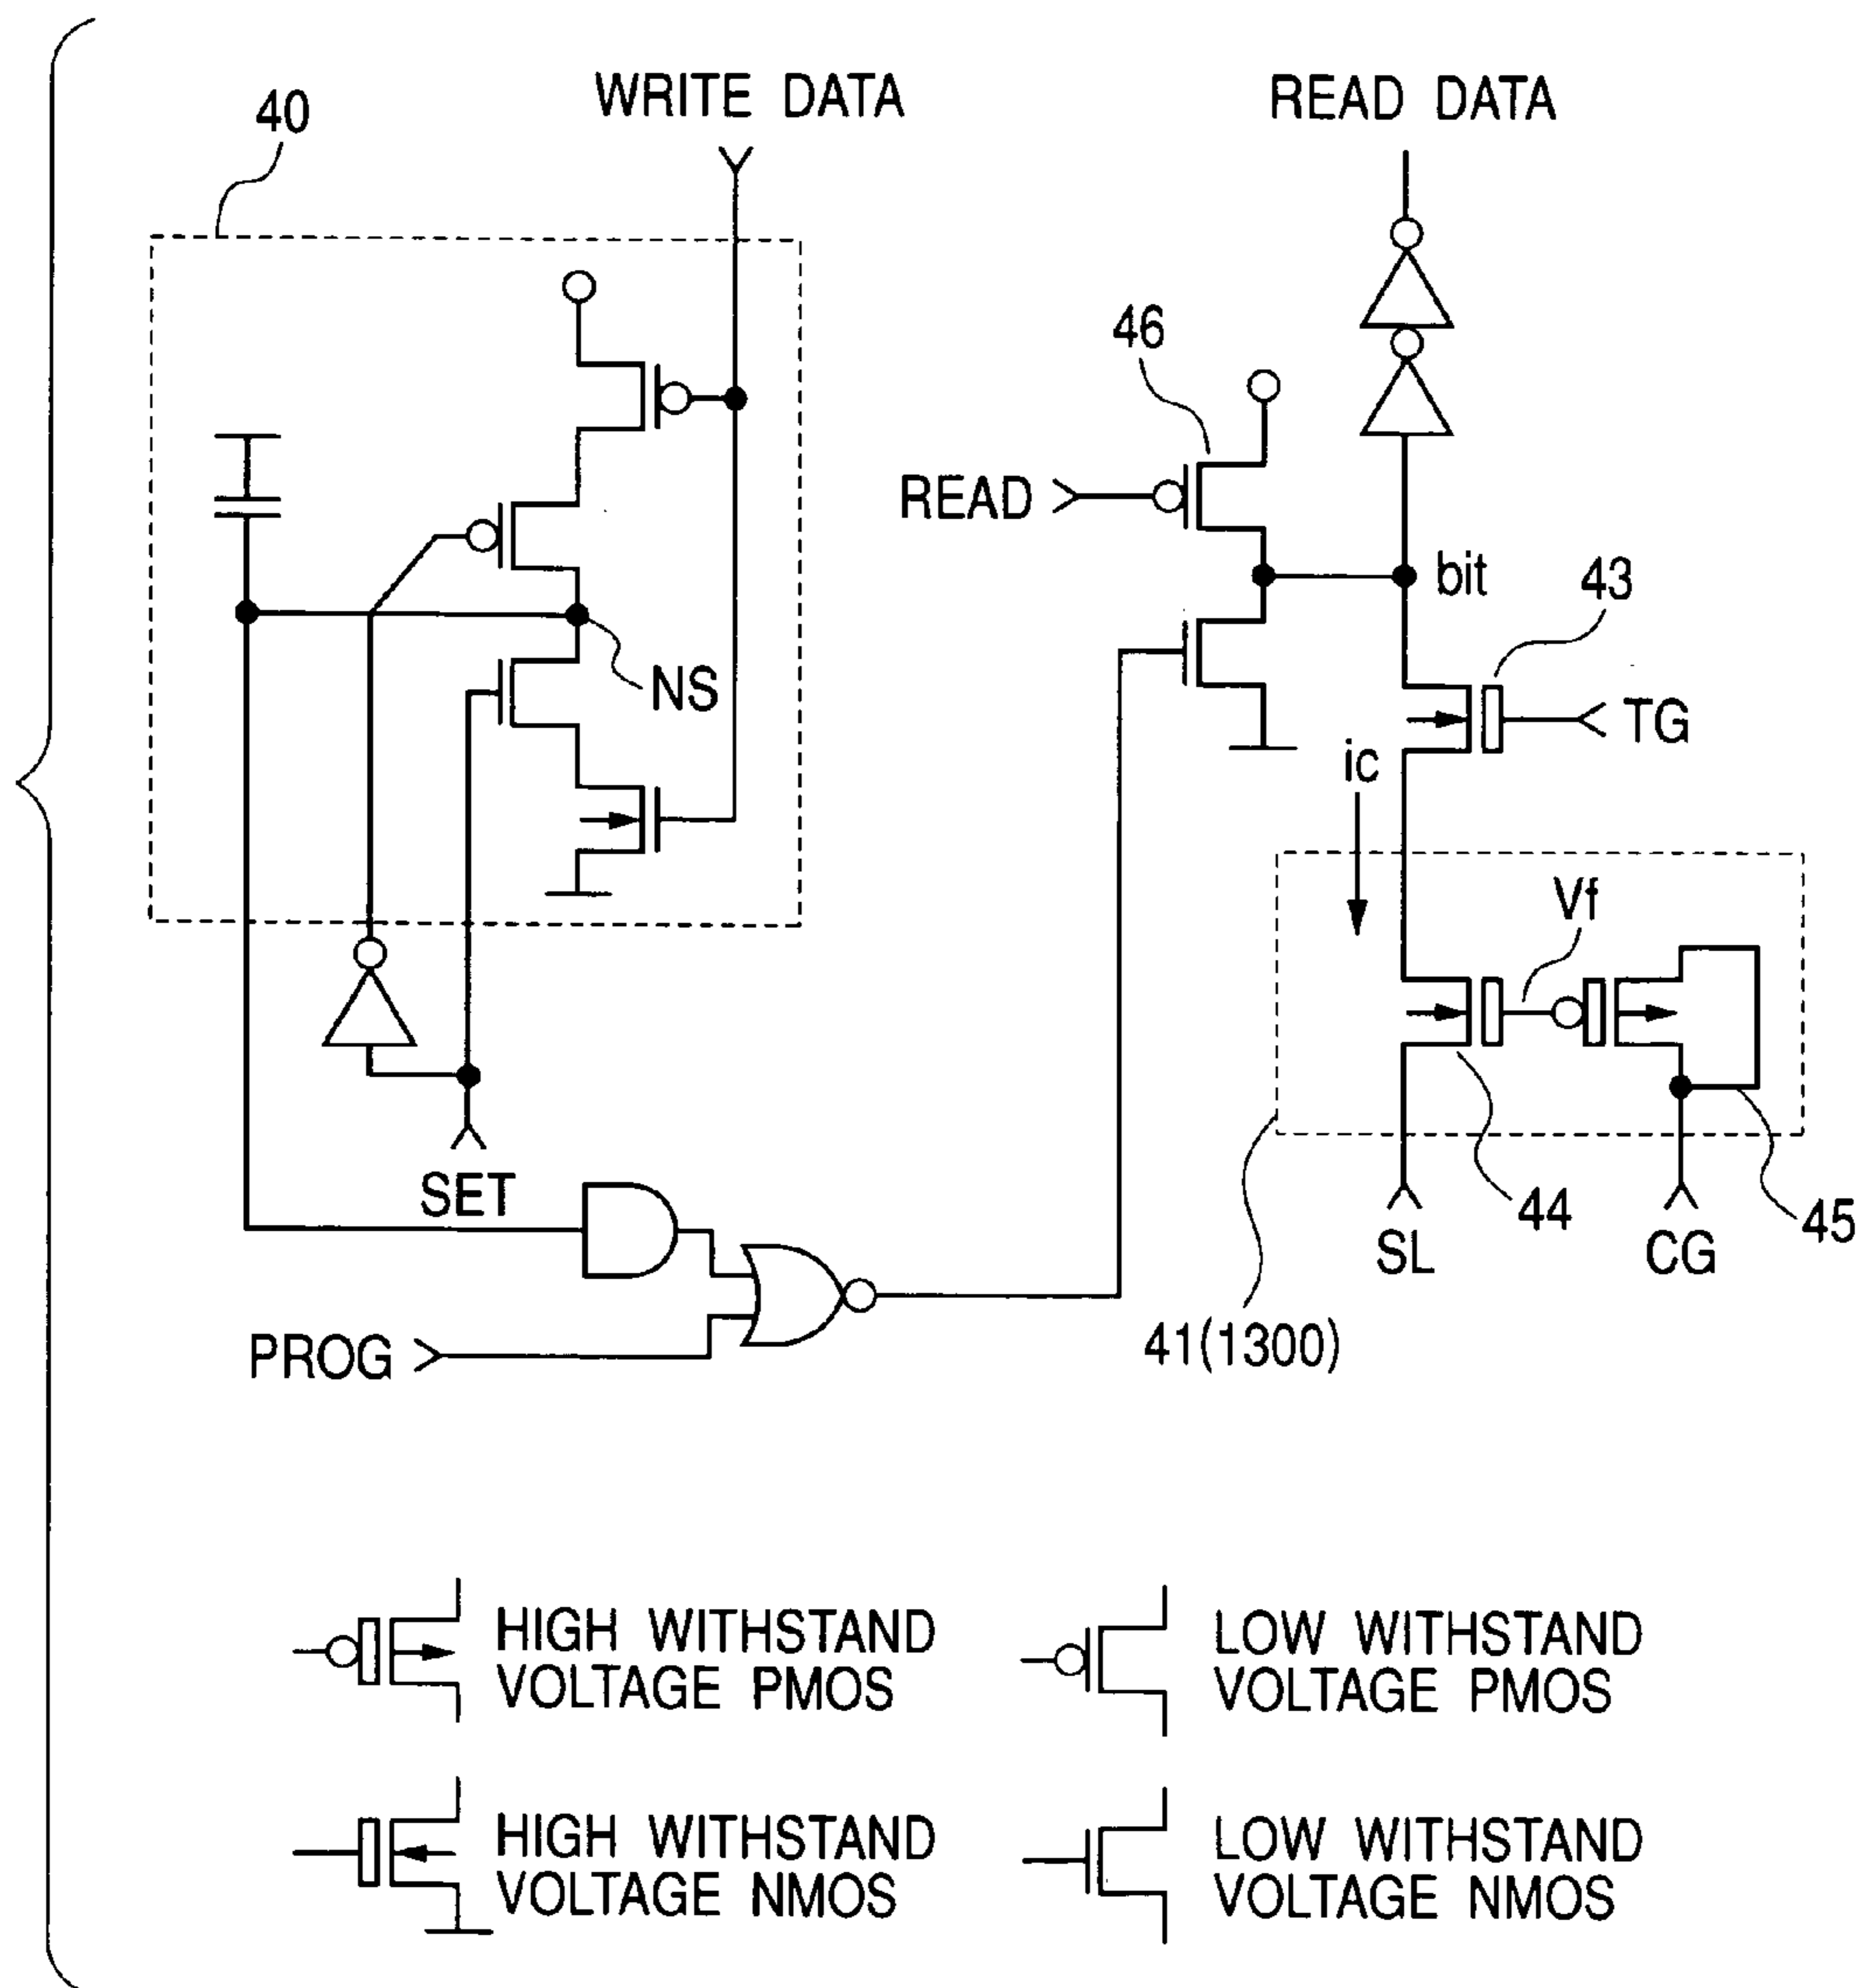 40
WRITE DATA
READ DATA
46
READ
bit
43
NS
TG
ic
Vf
SET
44
45
SL
CG
PROG
41(1300)
HIGH WITHSTAND
VOLTAGE PMOS
LOW WITHSTAND
VOLTAGE PMOS
HIGH WITHSTAND
VOLTAGE NMOS
LOW WITHSTAND
VOLTAGE NMOS